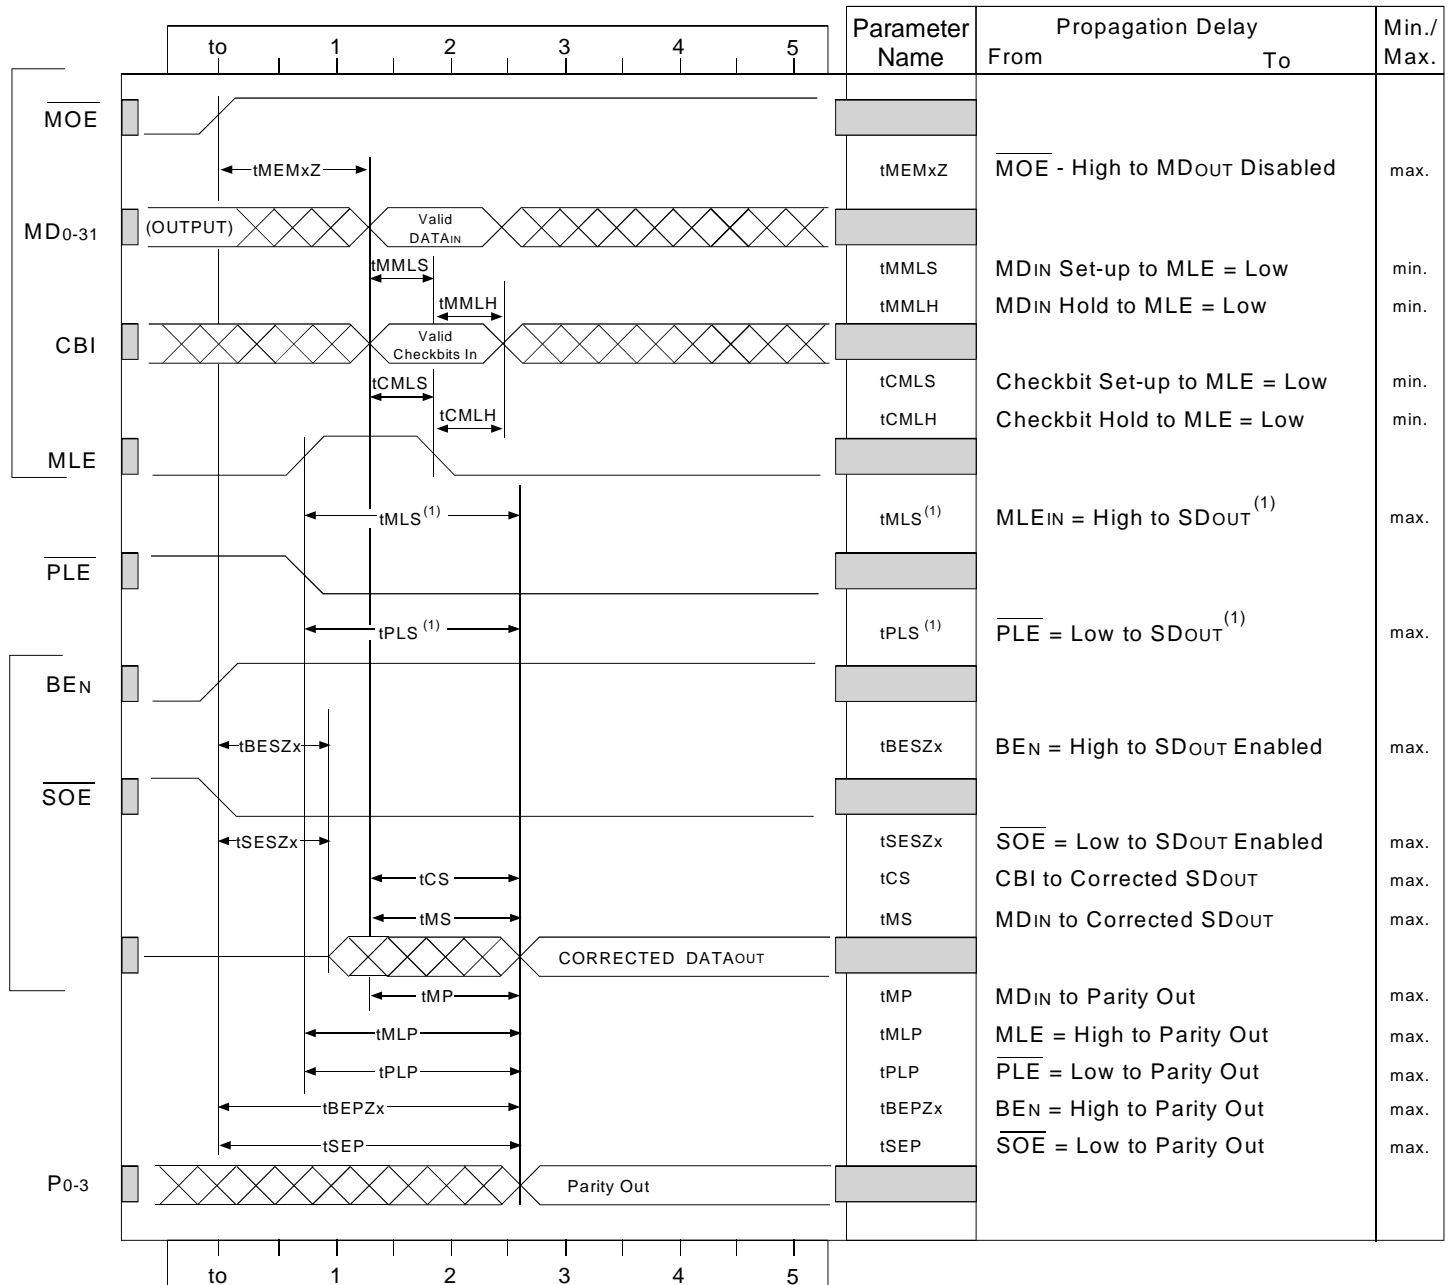 to 1 2 3 4 5
Parameter Name
Propagation Delay
From To
Min./ Max.
MOE
tMEMxZ tMEMxZ MOE - High to MDOUT Disabled max.
MD0-31 (OUTPUT) Valid DATAIN
tMMLS tMMLS MDIN Set-up to MLE = Low min.
tMMLH tMMLH MDIN Hold to MLE = Low min.
CBI Valid Checkbits In
tCMLS tCMLS Checkbit Set-up to MLE = Low min.
tCMLH tCMLH Checkbit Hold to MLE = Low min.
MLE
tMLS(1) tMLS(1) MLEIN = High to SDOUT(1) max.
PLE
tPLS(1) tPLS(1) PLE = Low to SDOUT(1) max.
BEN
tBESZx tBESZx BEN = High to SDOUT Enabled max.
SOE
tSESZx tSESZx SOE = Low to SDOUT Enabled max.
tCS tCS CBI to Corrected SDOUT max.
tMS tMS MDIN to Corrected SDOUT max.
CORRECTED DATAOUT
tMP tMP MDIN to Parity Out max.
tMLP tMLP MLE = High to Parity Out max.
tPLP tPLP PLE = Low to Parity Out max.
tBEPZx tBEPZx BEN = High to Parity Out max.
tSEP tSEP SOE = Low to Parity Out max.
P0-3 Parity Out
to 1 2 3 4 5